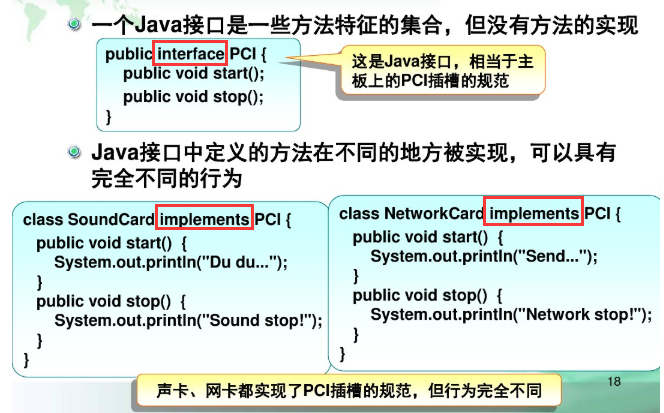 一个Java接口是一些方法特征的集合，但没有方法的实现
public interface PCI {
public void start();
public void stop();
}
这是Java接口，相当于主
板上的PCI插槽的规范
Java接口中定义的方法在不同的地方被实现，可以具有
完全不同的行为
class SoundCard implements PCI {
public void start() {
System.out.println("Du du...");
}
public void stop() {
System.out.println("Sound stop!");
}
}
class NetworkCard implements PCI {
public void start() {
System.out.println("Send...");
}
public void stop() {
System.out.println("Network stop!");
}
}
声卡、网卡都实现了PCI插槽的规范，但行为完全不同
18